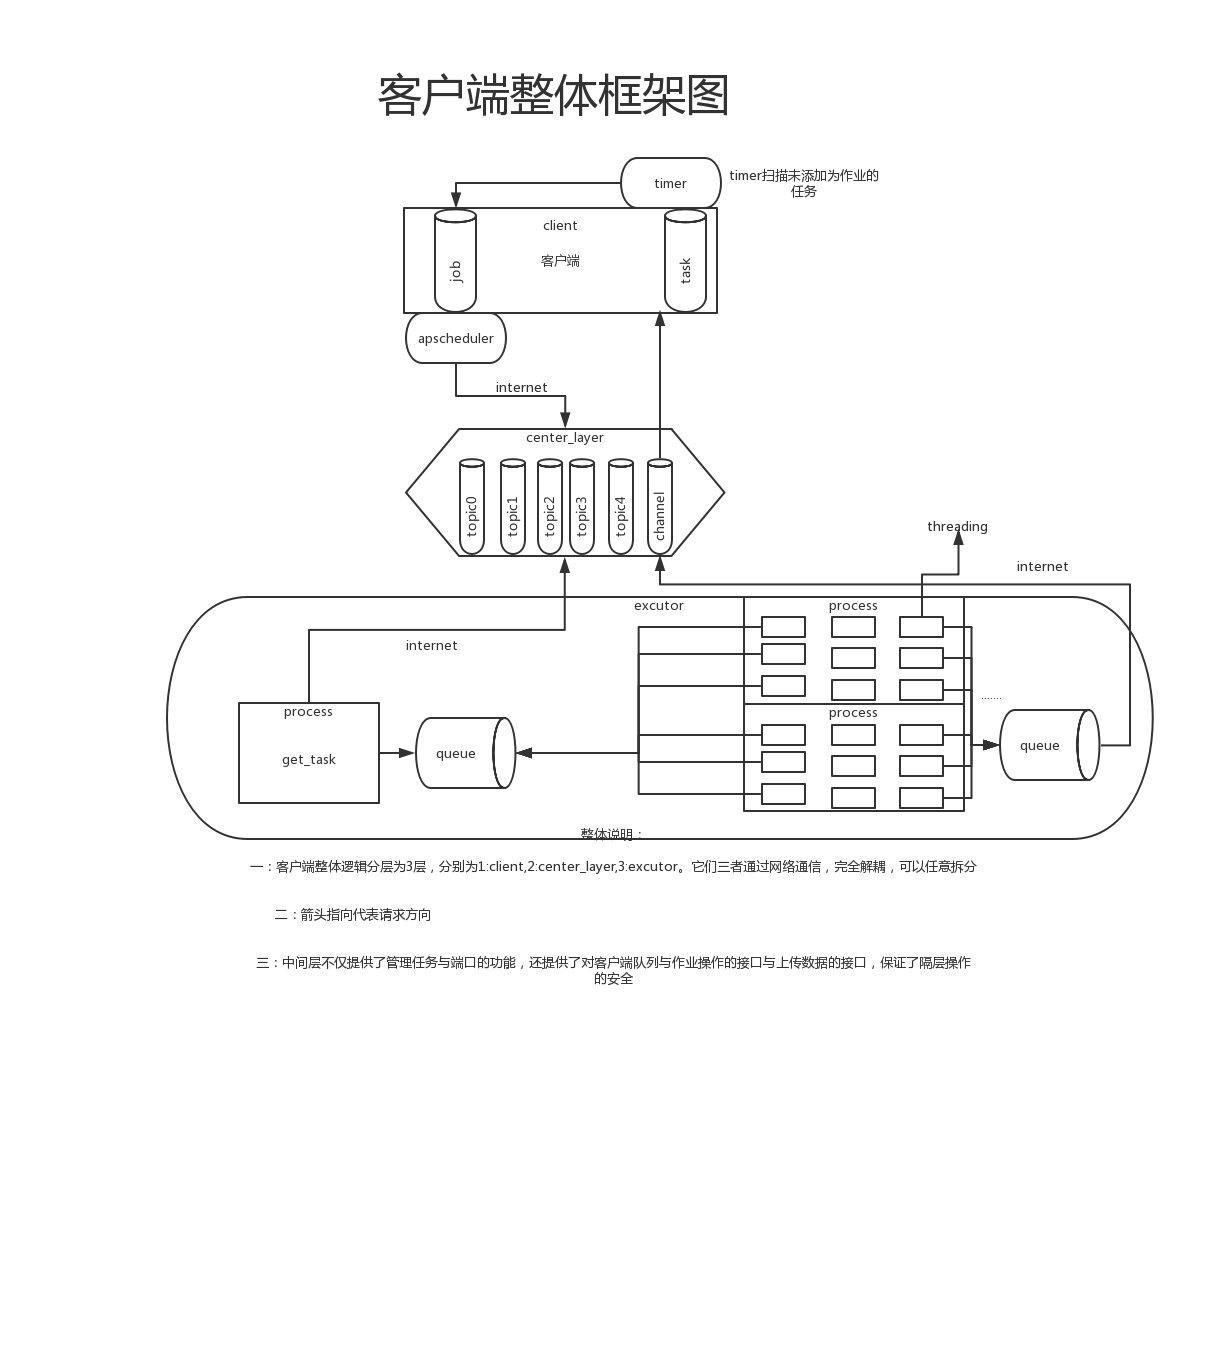 客户端整体框架图
timer
timer扫描未添加为作业的
任务
client
客户端
job
task
apscheduler
internet
center_layer
topic0
topic1
topic2
topic3
topic4
channel
threading
internet
excutor
process
internet
.......
process
process
get_task
queue
queue
整体说明：
一：客户端整体逻辑分层为3层，分别为1:client,2:center_layer,3:excutor。它们三者通过网络通信，完全解耦，可以任意拆分
二：箭头指向代表请求方向
三：中间层不仅提供了管理任务与端口的功能，还提供了对客户端队列与作业操作的接口与上传数据的接口，保证了隔层操作
的安全